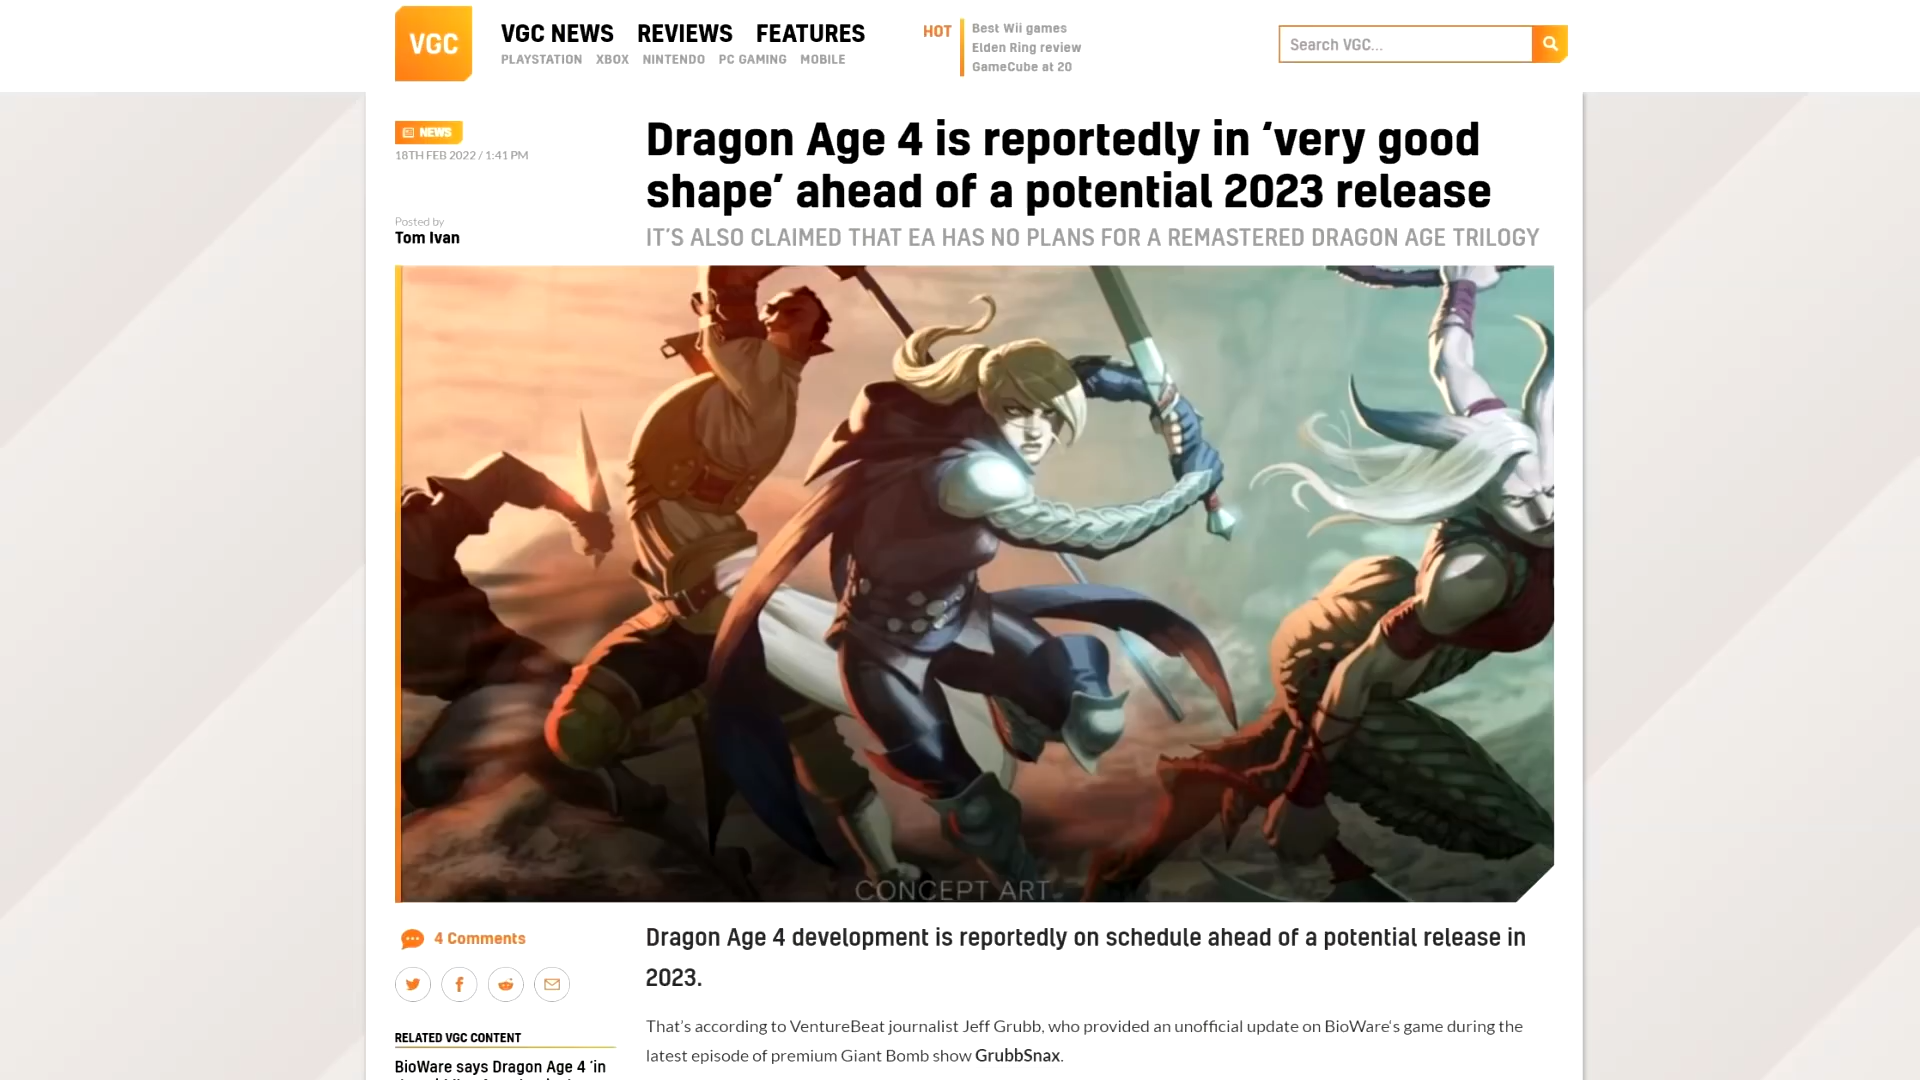 VGC
VGC NEWS REVIEWS FEATURES
PLAYSTATION XBOX NINTENDO PC GAMING MOBILE
HOT
Best Wii games
Elden Ring review
GameCube at 20
Search VGC...
NEWS
18TH FEB 2022 / 1:41 PM
Posted by
Tom Ivan
Dragon Age 4 is reportedly in ‘very good
shape’ ahead of a potential 2023 release
IT’S ALSO CLAIMED THAT EA HAS NO PLANS FOR A REMASTERED DRAGON AGE TRILOGY
CONCEPT ART
4 Comments
RELATED VGC CONTENT
BioWare says Dragon Age 4 ‘in
Dragon Age 4 development is reportedly on schedule ahead of a potential release in
2023.
That’s according to VentureBeat journalist Jeff Grubb, who provided an unofficial update on BioWare’s game during the
latest episode of premium Giant Bomb show GrubbSnax.